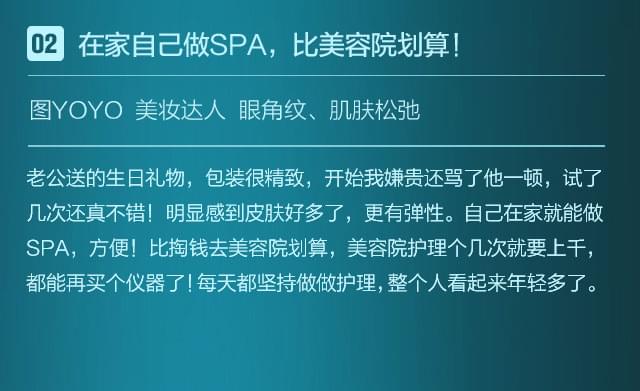 02 在家自己做SPA，比美容院划算！
图YOYO 美妆达人 眼角纹、肌肤松弛
老公送的生日礼物，包装很精致，开始我嫌贵还骂了他一顿，试了
几次还真不错！明显感到皮肤好多了，更有弹性。自己在家就能做
SPA，方便！比掏钱去美容院划算，美容院护理个几次就要上千，
都能再买个仪器了！每天都坚持做做护理，整个人看起来年轻多了。